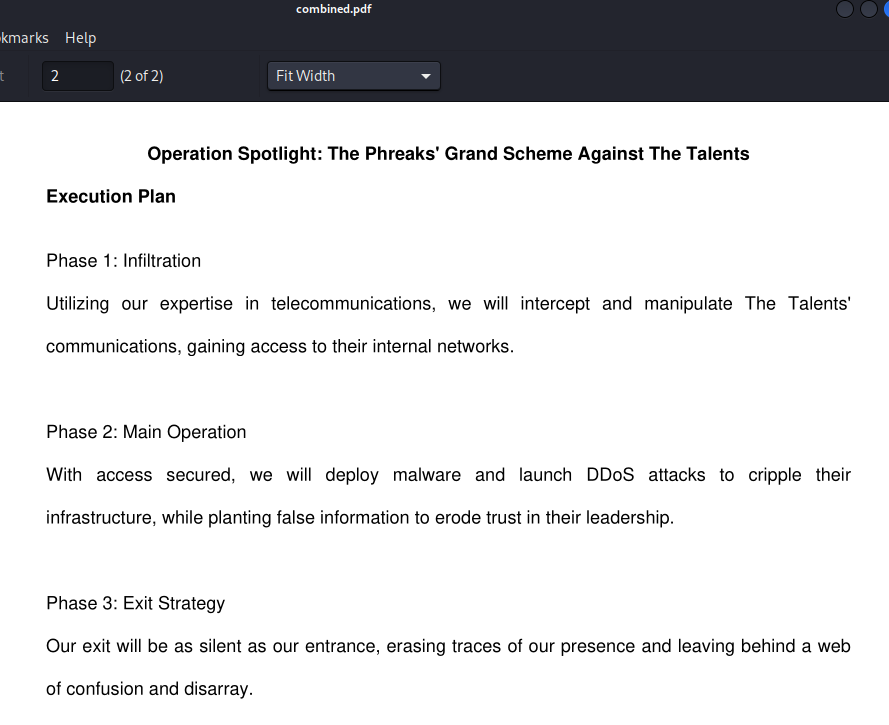 combined.pdf
kmarks Help
t 2 (2 of 2) Fit Width
Operation Spotlight: The Phreaks' Grand Scheme Against The Talents
Execution Plan
Phase 1: Infiltration
Utilizing our expertise in telecommunications, we will intercept and manipulate The Talents'
communications, gaining access to their internal networks.
Phase 2: Main Operation
With access secured, we will deploy malware and launch DDoS attacks to cripple their
infrastructure, while planting false information to erode trust in their leadership.
Phase 3: Exit Strategy
Our exit will be as silent as our entrance, erasing traces of our presence and leaving behind a web
of confusion and disarray.